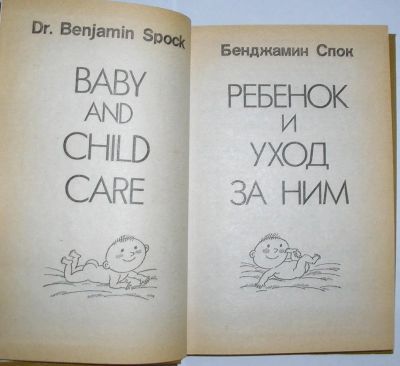 Dr. Benjamin Spock
BABY
AND
CHILD
CARE
Бенджамин Спок
РЕБЕНОК
И
УХОД
ЗА НИМ